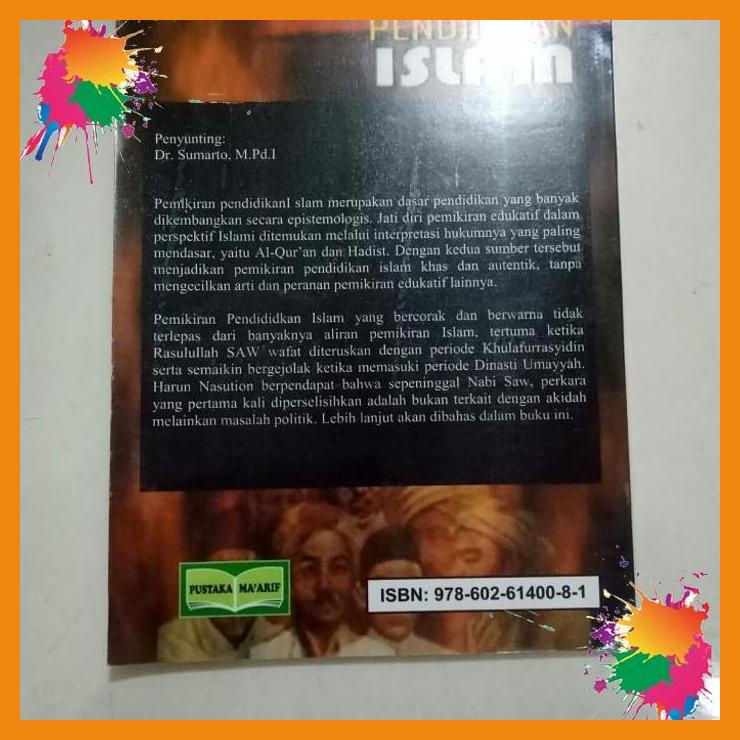 PENDIDIKAN
ISLAM
Penyunting:
Dr. Sumarto, M.Pd.I
Pemikiran pendidikanI slam merupakan dasar pendidikan yang banyak
dikembangkan secara epistemologis. Jati diri pemikiran edukatif dalam
perspektif Islami ditemukan melalui interpretasi hukumnya yang paling
mendasar, yaitu Al-Qur'an dan Hadist. Dengan kedua sumber tersebut
menjadikan pemikiran pendidikan islam khas dan autentik, tanpa
mengecilkan arti dan peranan pemikiran edukatif lainnya.
Pemikiran Pendididkan Islam yang bercorak dan berwarna tidak
terlepas dari banyaknya aliran pemikiran Islam, tertuma ketika
Rasulullah SAW wafat diteruskan dengan periode Khulafurrasyidin
serta semaikin bergejolak ketika memasuki periode Dinasti Umayyah.
Harun Nasution berpendapat bahwa sepeninggal Nabi Saw, perkara
yang pertama kali diperselisihkan adalah bukan terkait dengan akidah
melainkan masalah politik. Lebih lanjut akan dibahas dalam buku ini.
PUSTAKA MA'ARIF
ISBN: 978-602-61400-8-1